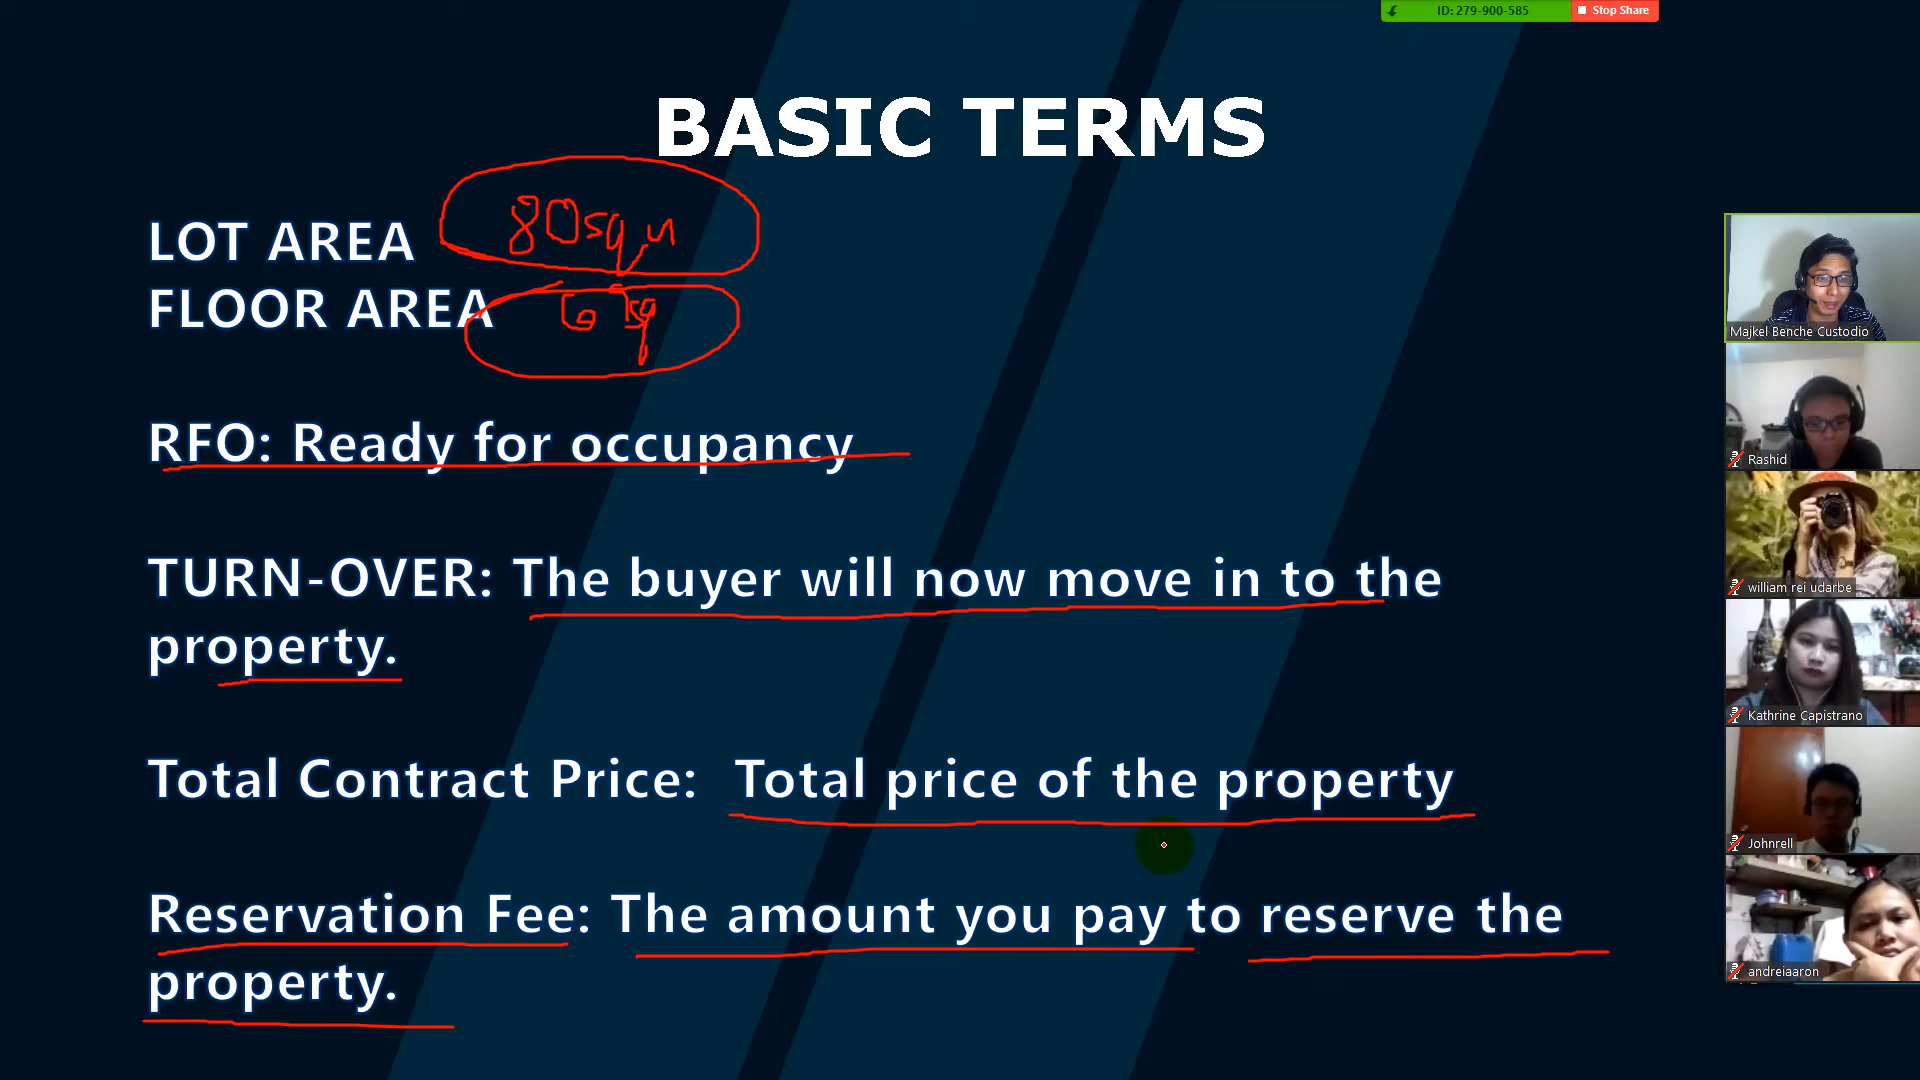 ID: 279-900-585
Stop Share
BASIC TERMS
LOT AREA 80sqm
FLOOR AREA
RFO: Ready for occupancy
TURN-OVER: The buyer will now move in to the
property.
Total Contract Price: Total price of the property
Reservation Fee: The amount you pay to reserve the
property.
Majkel Benche Custodio
Rashid
william rei udarbe
Kathrine Capistrano
Johnrell
andreiaaron